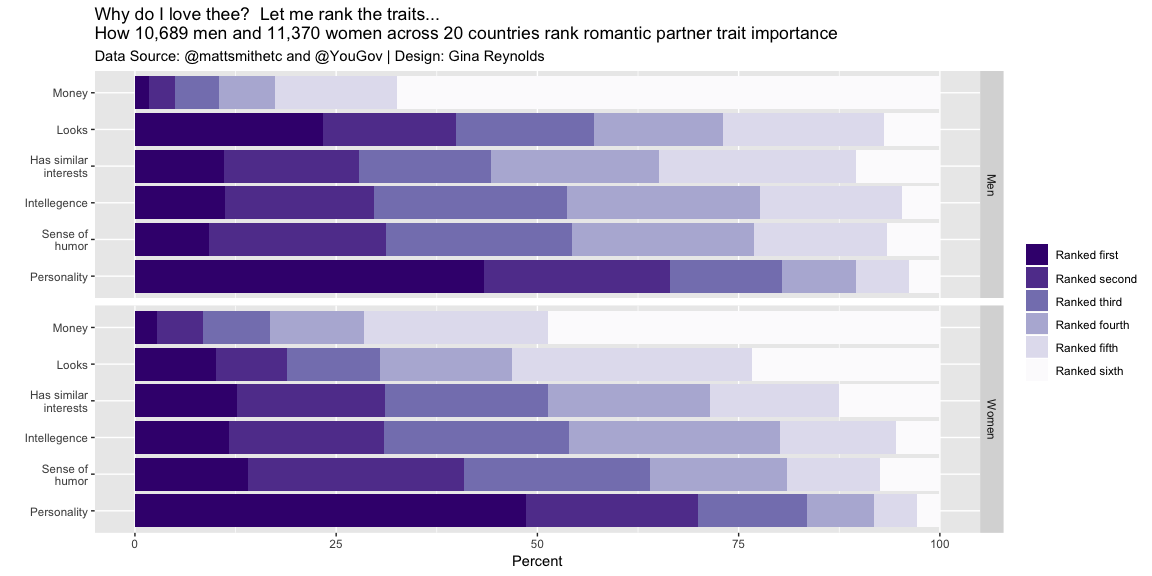 Why do I love thee?  Let me rank the traits...
How 10,689 men and 11,370 women across 20 countries rank romantic partner trait importance
Data Source: @mattsmithetc and @YouGov | Design: Gina Reynolds
Money
Looks
Has similar
interests
Intellegence
Sense of
humor
Personality
Men
Money
Looks
Has similar
interests
Intellegence
Sense of
humor
Personality
Women
0
25
50
75
100
Percent
Ranked first
Ranked second
Ranked third
Ranked fourth
Ranked fifth
Ranked sixth